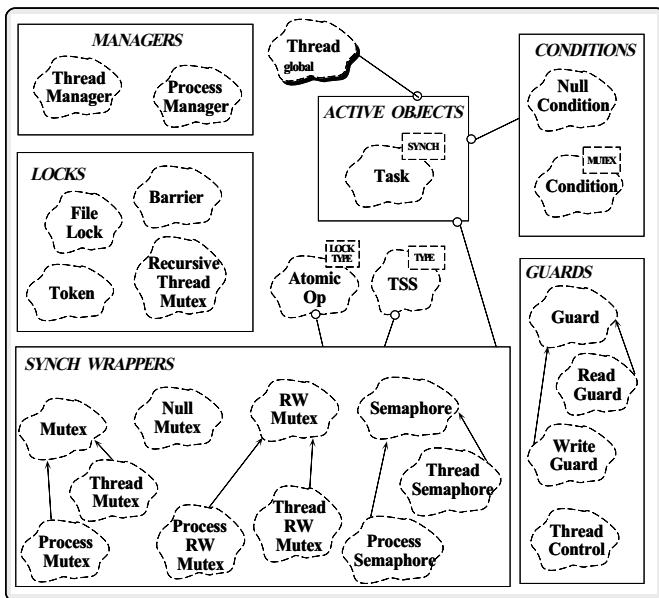 MANAGERS
Thread
Manager
Process
Manager
Thread
global
CONDITIONS
Null
Condition
MUTEX
Condition
ACTIVE OBJECTS
SYNCH
Task
LOCKS
File
Lock
Barrier
Token
Recursive
Thread
Mutex
LOCK
TYPE
Atomic
Op
TYPE
TSS
GUARDS
Guard
Read
Guard
Write
Guard
Thread
Control
SYNCH WRAPPERS
Mutex
Null
Mutex
RW
Mutex
Semaphore
Thread
Mutex
Thread
Semaphore
Process
Mutex
Process
RW
Mutex
Thread
RW
Mutex
Process
Semaphore